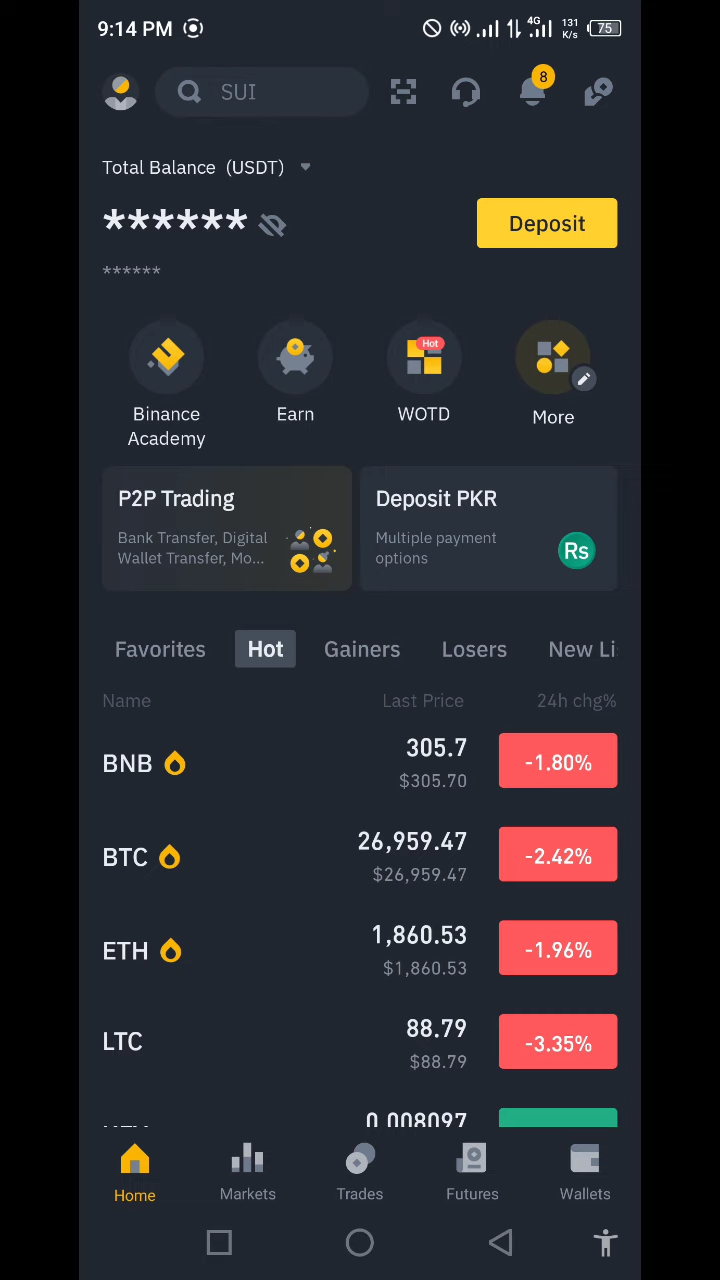 9:14 PM
4G
131
K/s
75
SUI
8
Total Balance (USDT)
******
Deposit
******
Hot
Binance
Academy
Earn
WOTD
More
P2P Trading
Bank Transfer, Digital
Wallet Transfer, Mo...
Deposit PKR
Multiple payment
options
Rs
Favorites Hot Gainers Losers New Li
Name Last Price 24h chg%
BNB 305.7 -1.80%
$305.70
BTC 26,959.47 -2.42%
$26,959.47
ETH 1,860.53 -1.96%
$1,860.53
LTC 88.79 -3.35%
$88.79
0.008097
Home Markets Trades Futures Wallets